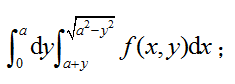 ∫₀ᵃ dy∫ₐ₊ᵧ^√(a²−y²) f(x,y)dx；